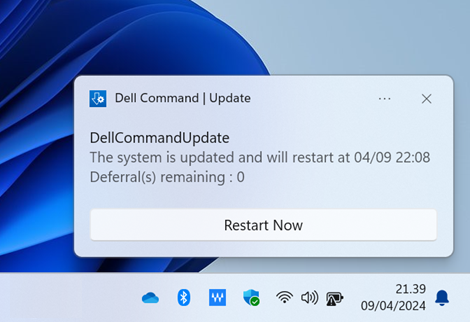 Dell Command | Update
DellCommandUpdate
The system is updated and will restart at 04/09 22:08
Deferral(s) remaining : 0
Restart Now
21.39
09/04/2024